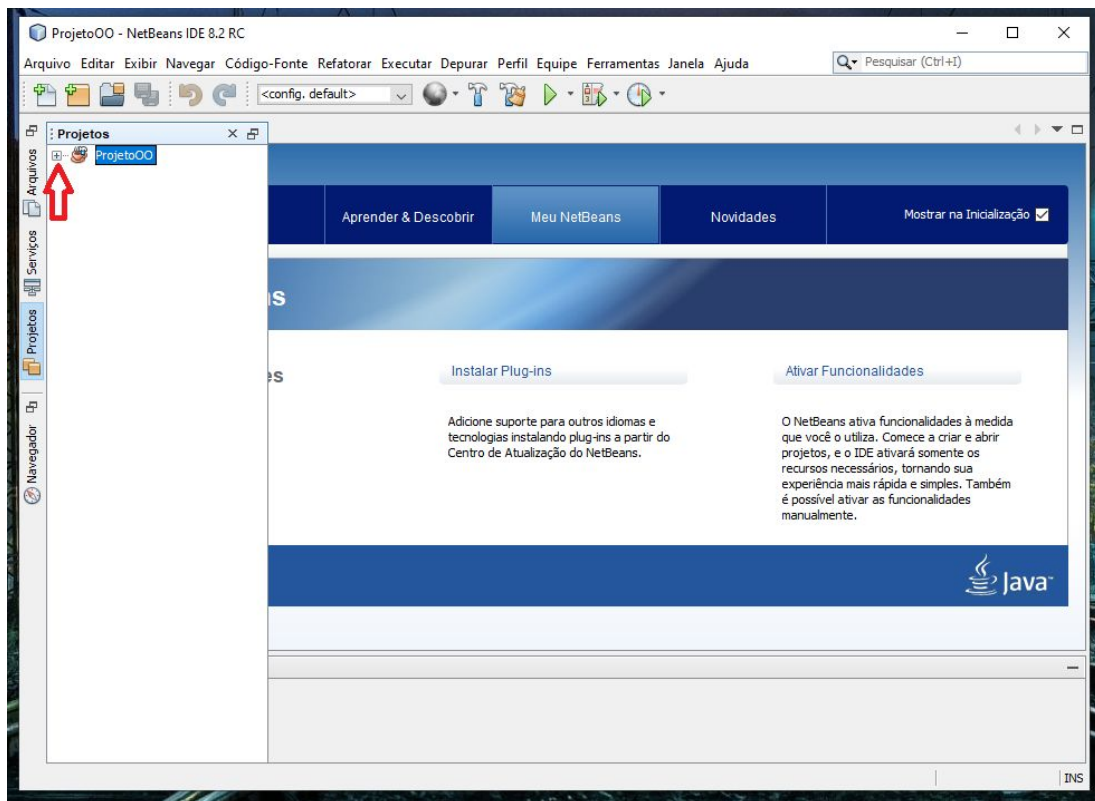 ProjetoOO - NetBeans IDE 8.2 RC
Arquivo Editar Exibir Navegar Código-Fonte Refatorar Executar Depurar Perfil Equipe Ferramentas Janela Ajuda
Pesquisar (Ctrl+I)
<config. default>
Projetos
ProjetoOO
Arquivos
Serviços
Projetos
Navegador
Aprender & Descobrir
Meu NetBeans
Novidades
Mostrar na Inicialização
ns
es
Instalar Plug-ins
Adicione suporte para outros idiomas e
tecnologias instalando plug-ins a partir do
Centro de Atualização do NetBeans.
Ativar Funcionalidades
O NetBeans ativa funcionalidades à medida
que você o utiliza. Comece a criar e abrir
projetos, e o IDE ativará somente os
recursos necessários, tornando sua
experiência mais rápida e simples. Também
é possível ativar as funcionalidades
manualmente.
Java™
INS